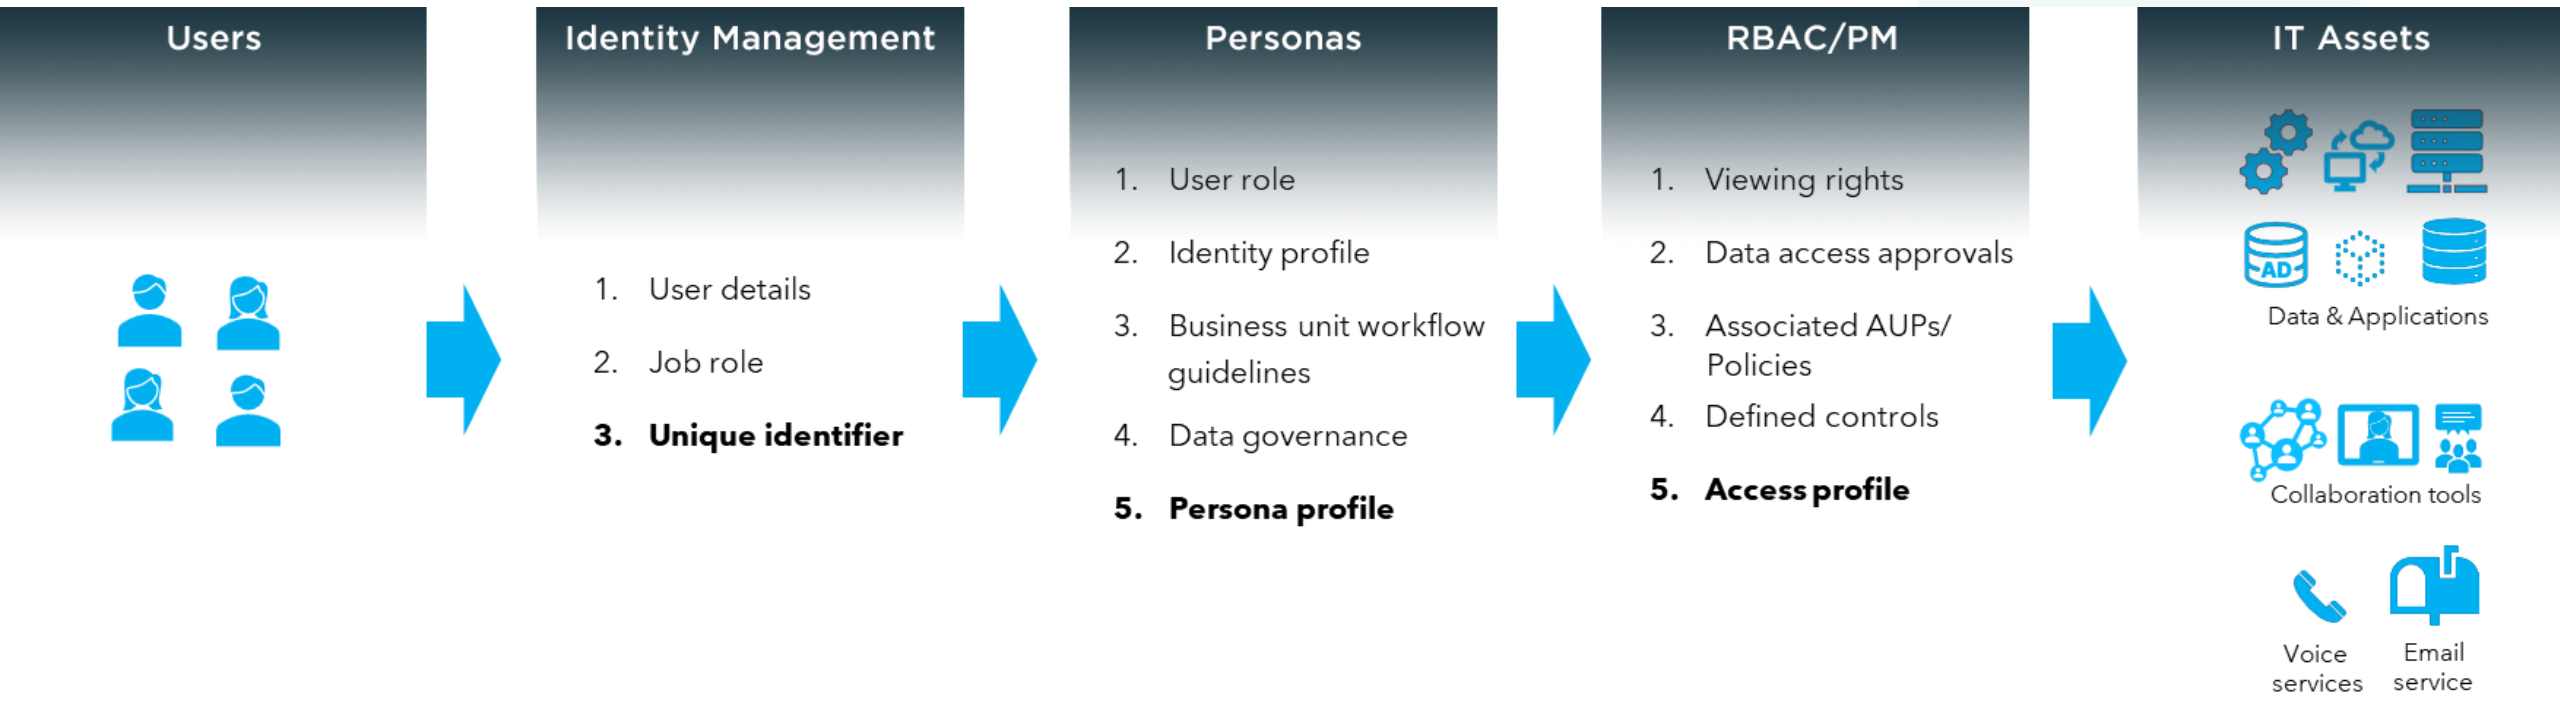 Users
Identity Management
1. User details
2. Job role
3. Unique identifier
Personas
1. User role
2. Identity profile
3. Business unit workflow
guidelines
4. Data governance
5. Persona profile
RBAC/PM
1. Viewing rights
2. Data access approvals
3. Associated AUPs/
Policies
4. Defined controls
5. Access profile
IT Assets
AD
Data & Applications
Collaboration tools
Voice
services
Email
service